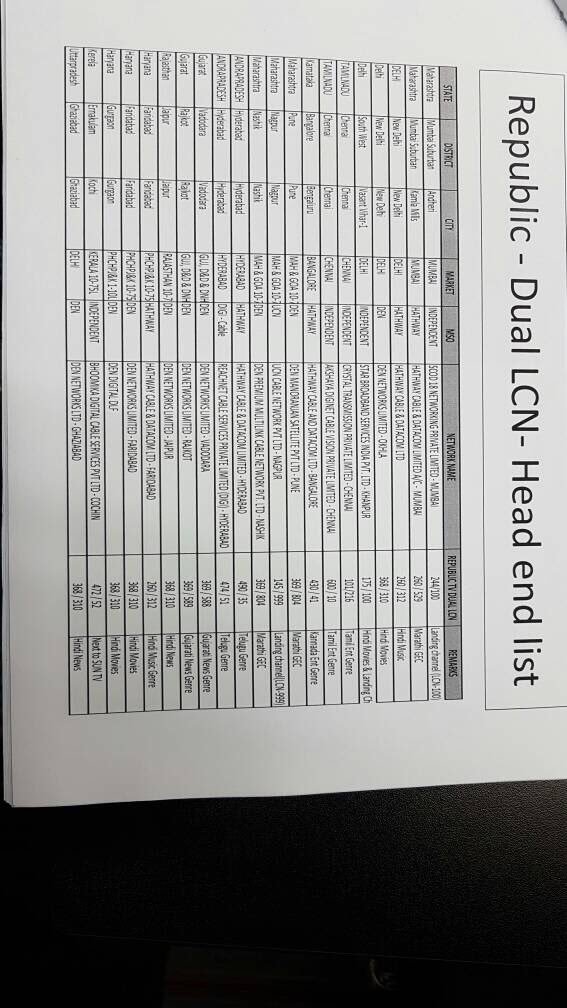 Republic - Dual LCN- Head end list
STATE DISTRICT CITY MARKET MSO NETWORK NAME REPUBLIC TV DUAL LCN REMARKS
Maharashtra Mumbai Suburban Andheri MUMBAI INDEPENDENT SCOD 18 NETWORKING PRIVATE LIMITED - MUMBAI 244/100 Landing channel (LCN-100)
Maharashtra Mumbai Suburban Kamla Mills MUMBAI HATHWAY HATHWAY CABLE & DATACOM LIMITED A/C - MUMBAI 260 / 529 Marathi GEC
DELHI New Delhi New Delhi DELHI HATHWAY HATHWAY CABLE & DATACOM LTD 260 / 312 Hindi Music
Delhi New Delhi New Delhi DELHI DEN DEN NETWORKS LIMITED - OKHLA 368 / 310 Hindi Movies
Delhi South West Vasant Vihar-1 DELHI INDEPENDENT STAR BROADBAND SERVICES INDIA PVT. LTD - KHANPUR 175 / 100 Hindi Movies & Landing Ch
TAMILNADU Chennai Chennai CHENNAI INDEPENDENT CRYSTAL TRANSMISSION PRIVATE LIMITED - CHENNAI 101/216 Tamil Ent Genre
TAMILNADU Chennai Chennai CHENNAI INDEPENDENT AKSHAYA DIGINET CABLE VISION PRIVATE LIMITED - CHENNAI 600 / 10 Tamil Ent Genre
Karnataka Bangalore Bengaluru BANGALORE HATHWAY HATHWAY CABLE AND DATACOM LTD - BANGALORE 430 / 41 Kannada Ent Genre
Maharashtra Pune Pune MAH & GOA 10-7 DEN DEN MANORANJAN SATELLITE PVT LTD - PUNE 369 / 804 Marathi GEC
Maharashtra Nagpur Nagpur MAH & GOA 10-7 UCN UCN CABLE NETWORK PVT LTD - NAGPUR 145 / 999 Landing channel(LCN-999)
Maharashtra Nashik Nashik MAH & GOA 10-7 DEN DEN PREMIUM MULTILINK CABLE NETWORK PVT. LTD - NASHIK 369 / 804 Marathi GEC
ANDRAPRADESH Hyderabad Hyderabad HYDERABAD HATHWAY HATHWAY CABLE & DATACOM LIMITED - HYDERABAD 490 / 35 Telugu Genre
ANDRAPRADESH Hyderabad Hyderabad HYDERABAD DIGI - Cable REACHNET CABLE SERVICES PRIVATE LIMITED (DIGI) - HYDERABAD 474 / 51 Telugu Genre
Gujarat Vadodara Vadodara GUJ, D&D & DNH DEN DEN NETWORKS LIMITED - VADODARA 369 / 588 Gujarati News Genre
Gujarat Rajkot Rajkot GUJ, D&D & DNH DEN DEN NETWORKS LIMITED - RAJKOT 369 / 589 Gujarati News Genre
Rajasthan Jaipur Jaipur RAJASTHAN 10-7 DEN DEN NETWORKS LIMITED - JAIPUR 368 / 310 Hindi News
Haryana Faridabad Faridabad PHCHPJ&K 10-75 HATHWAY HATHWAY CABLE & DATACOM LTD - FARIDABAD 260 / 312 Hindi Music Genre
Haryana Faridabad Faridabad PHCHPJ&K 10-75 DEN DEN NETWORKS LIMITED - FARIDABAD 368 / 310 Hindi Movies
Haryana Gurgaon Gurgaon PHCHPJ&K 1-10L DEN DEN DIGITAL DLF 368 / 310 Hindi Movies
Kerela Ernakulam Kochi KERALA 10-75L INDEPENDENT BHOOMIKA DIGITAL CABLE SERVICES PVT LTD - COCHIN 472 / 52 Next to SUN TV
Uttarpradesh Ghaziabad Ghaziabad DELHI DEN DEN NETWORKS LTD - GHAZIABAD 368 / 310 Hindi News